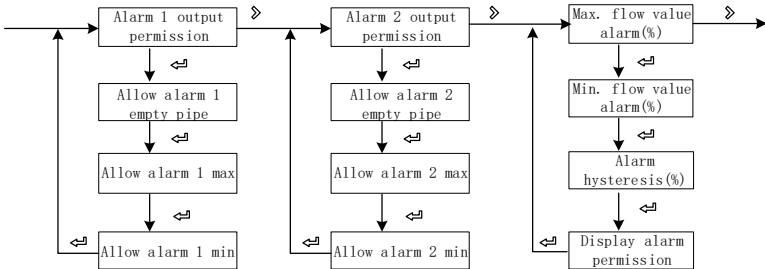 Alarm 1 output
permission
Allow alarm 1
empty pipe
Allow alarm 1 max
Allow alarm 1 min
Alarm 2 output
permission
Allow alarm 2
empty pipe
Allow alarm 2 max
Allow alarm 2 min
Max. flow value
alarm(%)
Min. flow value
alarm(%)
Alarm
hysteresis(%)
Display alarm
permission